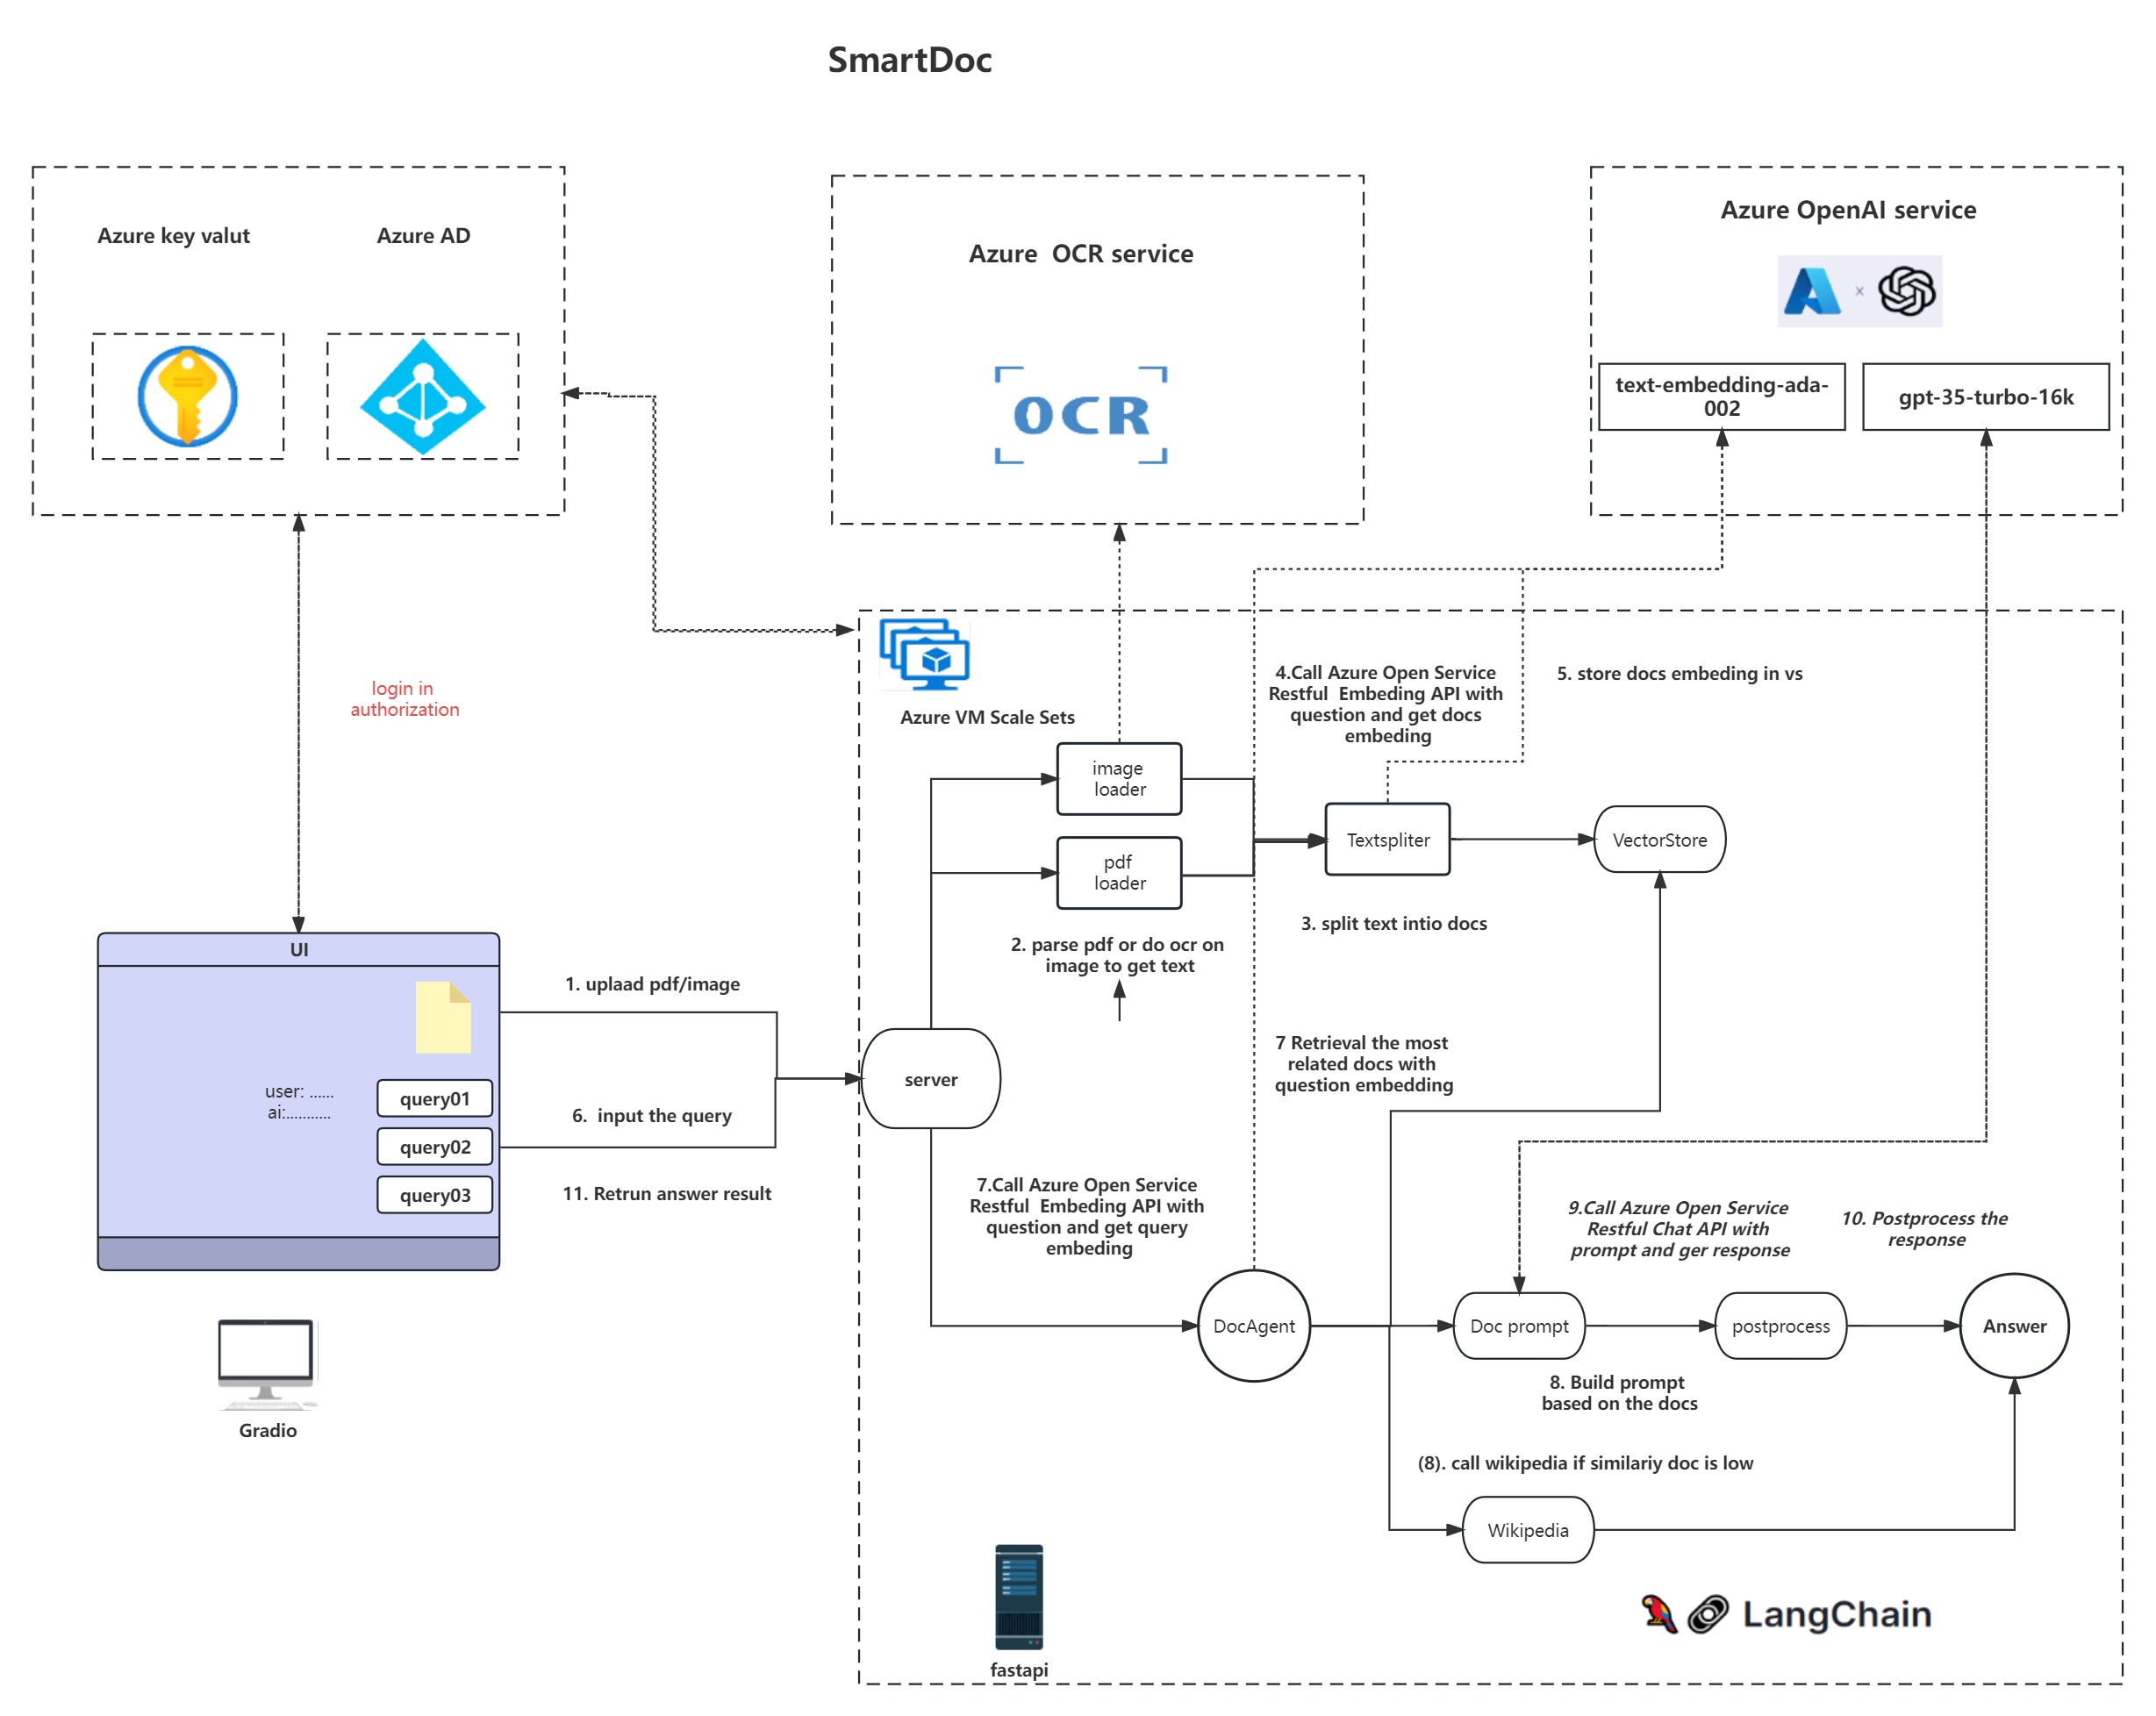 SmartDoc
Azure key valut
Azure AD
Azure  OCR service
OCR
Azure OpenAI service
x
text-embedding-ada-
002
gpt-35-turbo-16k
login in
authorization
Azure VM Scale Sets
4.Call Azure Open Service
Restful  Embeding API with
question and get docs
embeding
5. store docs embeding in vs
image
loader
pdf
loader
Textspliter
VectorStore
2. parse pdf or do ocr on
image to get text
3. split text intio docs
UI
user: ......
ai:...........
query01
query02
query03
1. uplaad pdf/image
6.  input the query
11. Retrun answer result
server
7 Retrieval the most
related docs with
question embedding
7.Call Azure Open Service
Restful  Embeding API with
question and get query
embeding
9.Call Azure Open Service
Restful Chat API with
prompt and ger response
10. Postprocess the
response
DocAgent
Doc prompt
postprocess
Answer
8. Build prompt
based on the docs
(8). call wikipedia if similariy doc is low
Wikipedia
Gradio
fastapi
LangChain